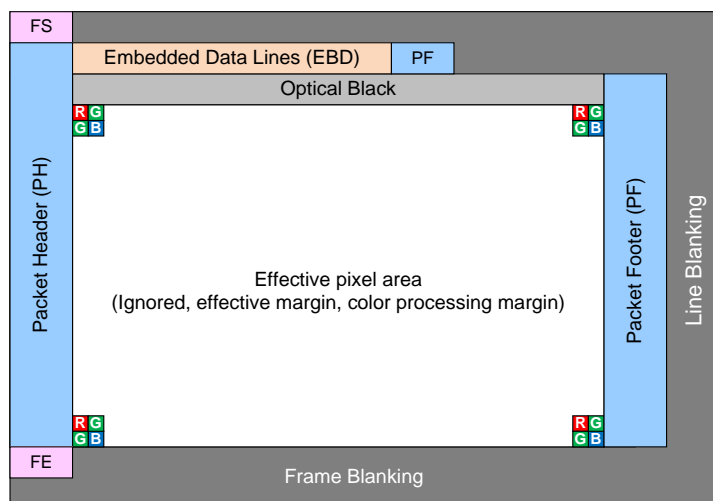 FS
Embedded Data Lines (EBD)
PF
Optical Black
R G
G B
R G
G B
Packet Header (PH)
Effective pixel area
(Ignored, effective margin, color processing margin)
Packet Footer (PF)
Line Blanking
R G
G B
R G
G B
FE
Frame Blanking